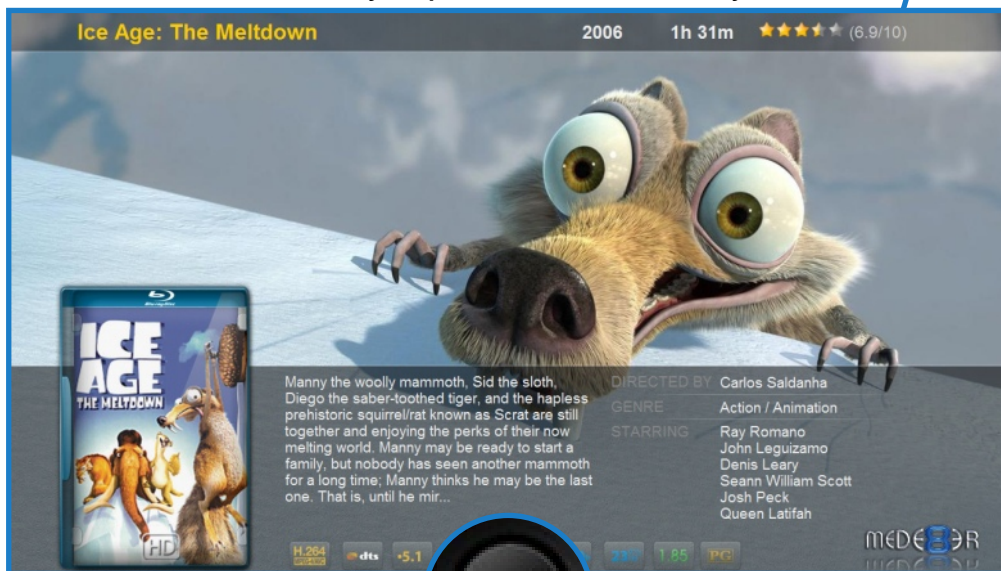 Ice Age: The Meltdown 2006 1h 31m (6.9/10)
Blu-ray Disc
ICE
AGE
THE MELTDOWN
HD
Manny the woolly mammoth, Sid the sloth,
Diego the saber-toothed tiger, and the hapless
prehistoric squirrel/rat known as Scrat are still
together and enjoying the perks of their now
melting world. Manny may be ready to start a
family, but nobody has seen another mammoth
for a long time; Manny thinks he may be the last
one. That is, until he mir...
DIRECTED BY Carlos Saldanha
GENRE Action / Animation
STARRING Ray Romano
John Leguizamo
Denis Leary
Seann William Scott
Josh Peck
Queen Latifah
H.264 dts 5.1 1.85 PG
MEDE8ER